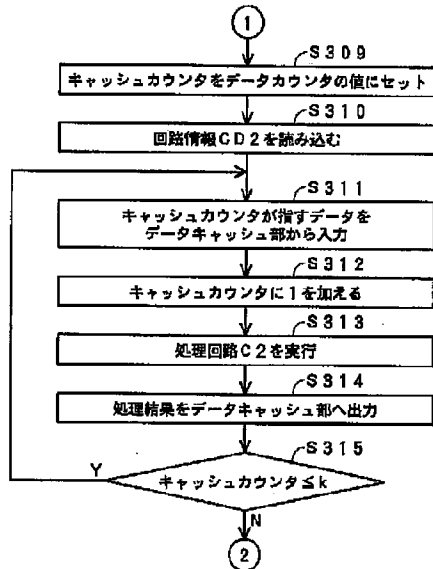 1
S309
キャッシュカウンタをデータカウンタの値にセット
S310
回路情報CD2を読み込む
S311
キャッシュカウンタが指すデータを
データキャッシュ部から入力
S312
キャッシュカウンタに1を加える
S313
処理回路C2を実行
S314
処理結果をデータキャッシュ部へ出力
S315
キャッシュカウンタ≦k
Y
N
2